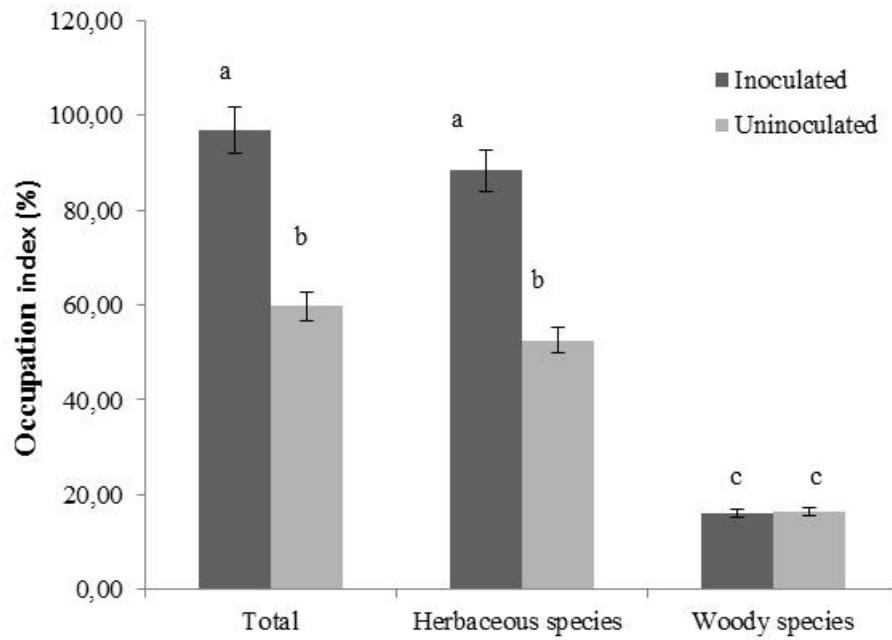 120,00
100,00
80,00
60,00
40,00
20,00
0,00
Occupation index (%)
a
b
a
b
c
c
Inoculated
Uninoculated
Total
Herbaceous species
Woody species